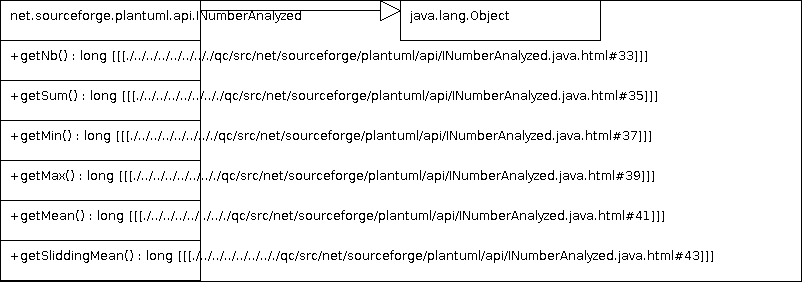 net.sourceforge.plantuml.api.INumberAnalyzed
java.lang.Object
+getNb() : long [[[./../../../../../../qc/src/net/sourceforge/plantuml/api/INumberAnalyzed.java.html#33]]]
+getSum() : long [[[./../../../../../../qc/src/net/sourceforge/plantuml/api/INumberAnalyzed.java.html#35]]]
+getMin() : long [[[./../../../../../../qc/src/net/sourceforge/plantuml/api/INumberAnalyzed.java.html#37]]]
+getMax() : long [[[./../../../../../../qc/src/net/sourceforge/plantuml/api/INumberAnalyzed.java.html#39]]]
+getMean() : long [[[./../../../../../../qc/src/net/sourceforge/plantuml/api/INumberAnalyzed.java.html#41]]]
+getSliddingMean() : long [[[./../../../../../../qc/src/net/sourceforge/plantuml/api/INumberAnalyzed.java.html#43]]]